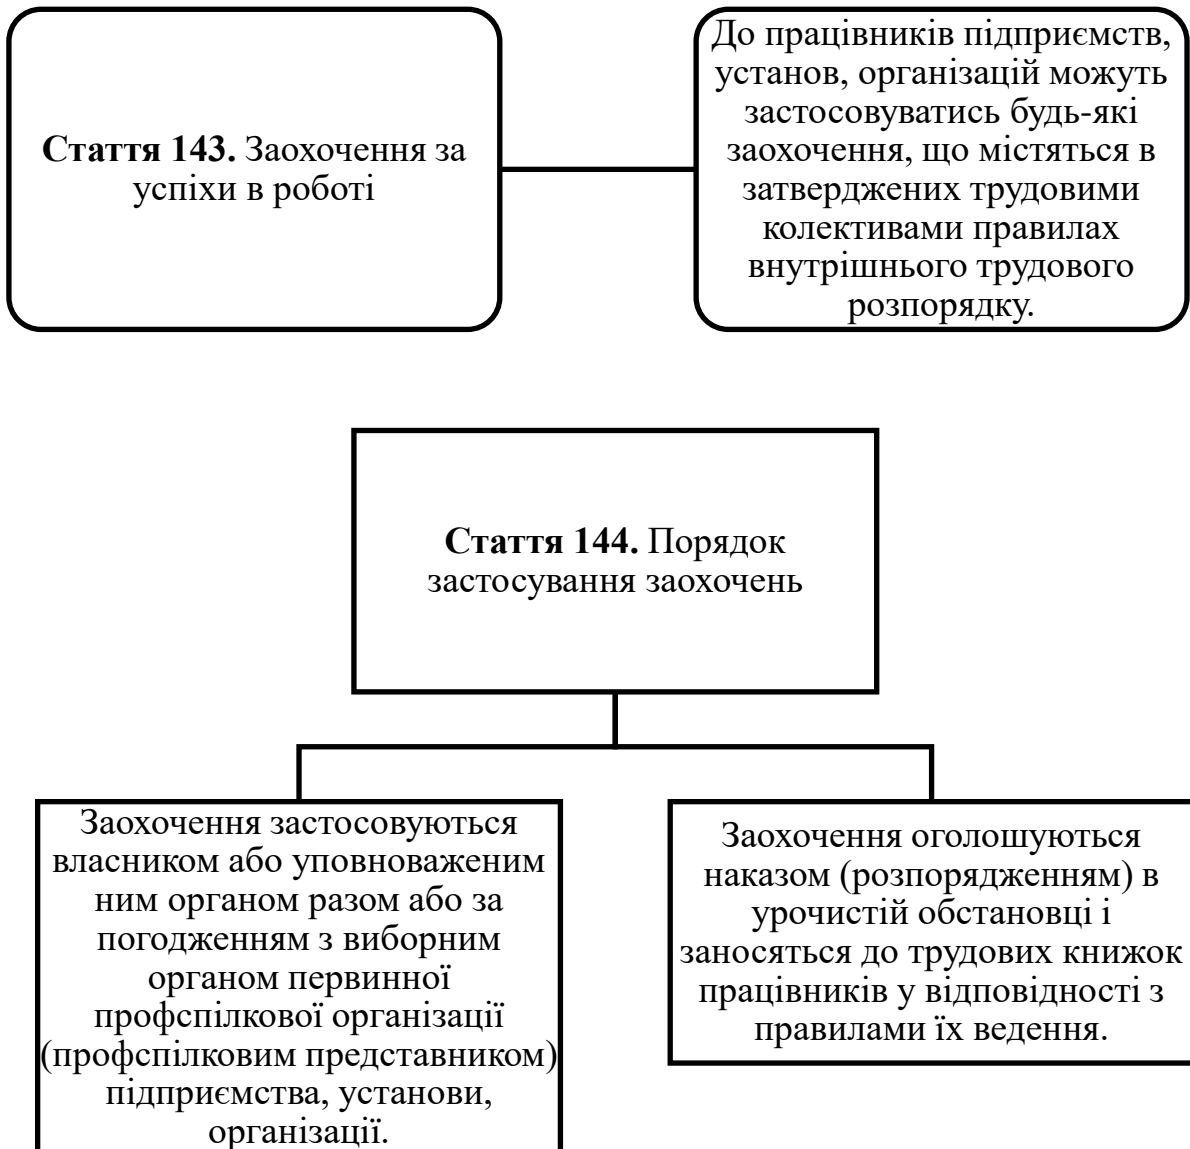 Стаття 143. Заохочення за
успіхи в роботі
До працівників підприємств,
установ, організацій можуть
застосовуватись будь-які
заохочення, що містяться в
затверджених трудовими
колективами правилах
внутрішнього трудового
розпорядку.
Стаття 144. Порядок
застосування заохочень
Заохочення застосовуються
власником або уповноваженим
ним органом разом або за
погодженням з виборним
органом первинної
профспілкової організації
(профспілковим представником)
підприємства, установи,
організації.
Заохочення оголошуються
наказом (розпорядженням) в
урочистій обстановці і
заносяться до трудових книжок
працівників у відповідності з
правилами їх ведення.